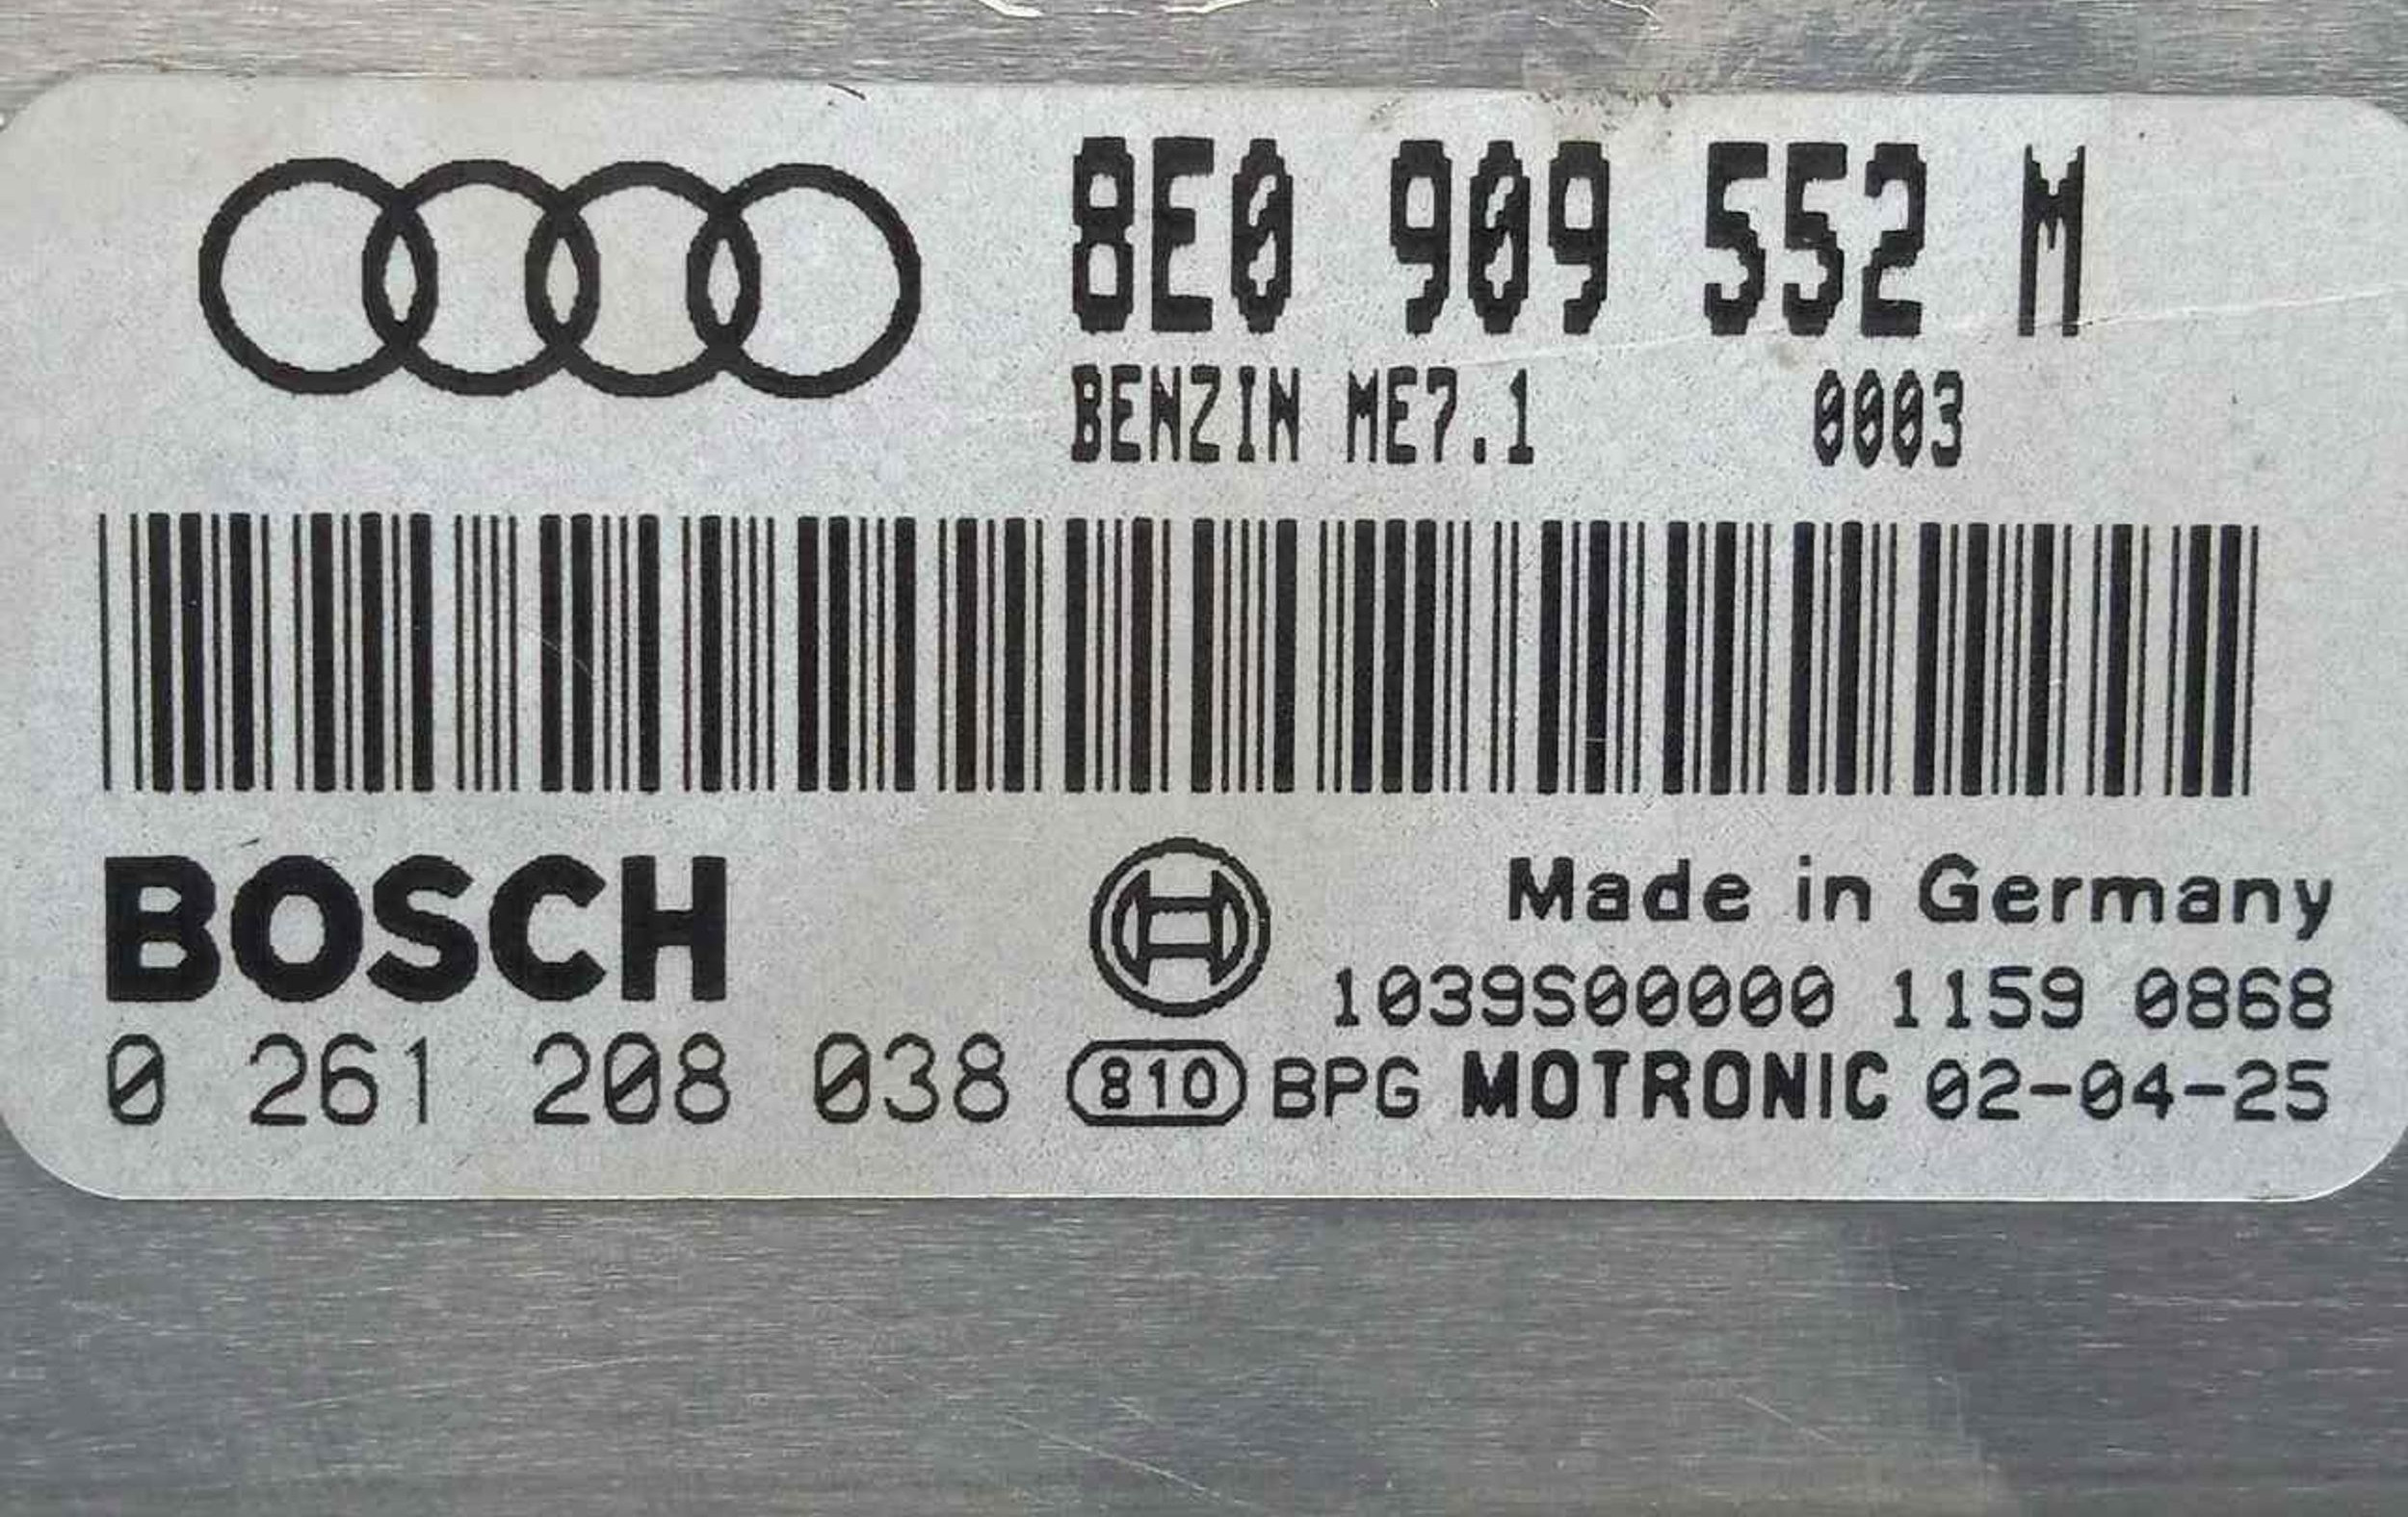 8E0 909 552 M
BENZIN ME7.1 0003
BOSCH
Made in Germany
1039S00000 1159 0868
0 261 208 038 810 BPG MOTRONIC 02-04-25